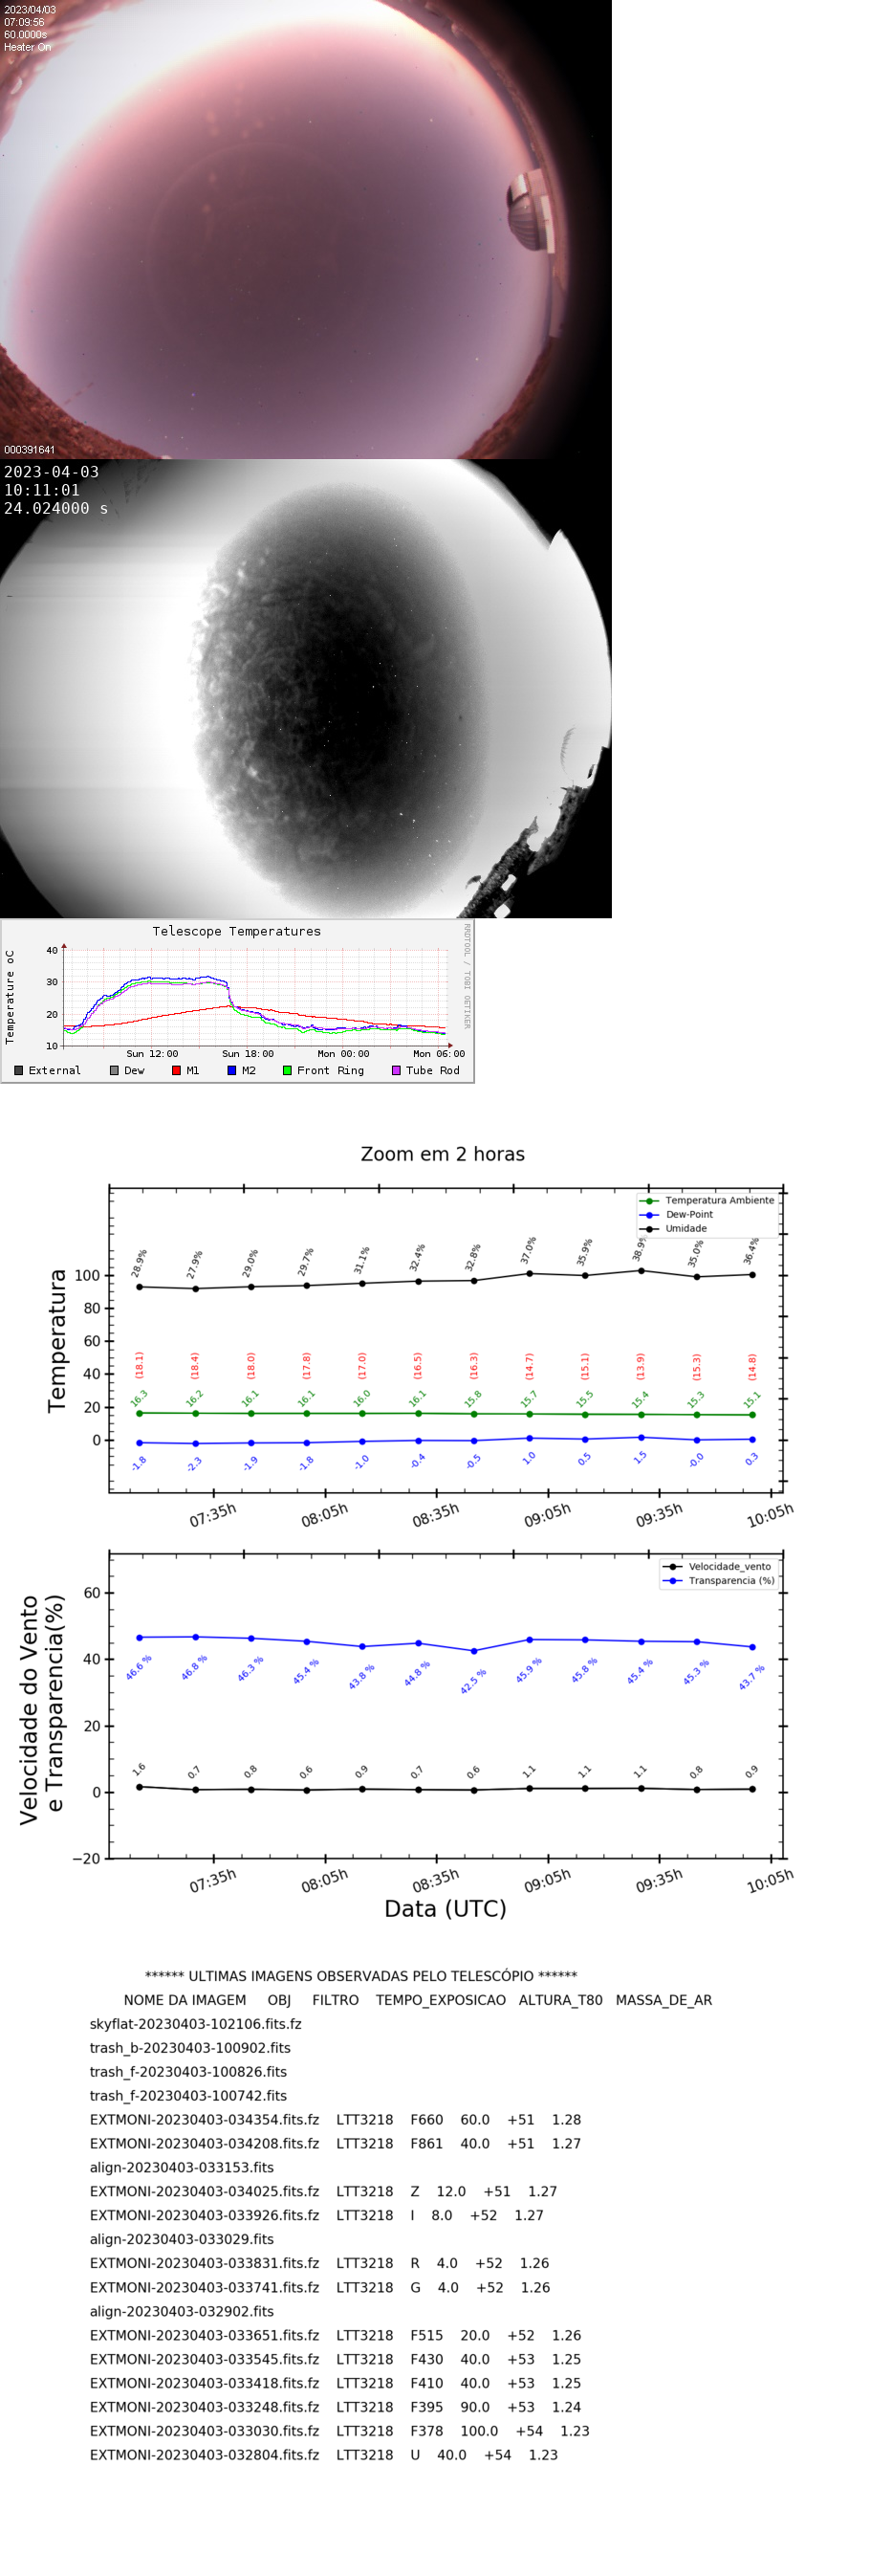 2023/04/03
07:09:56
60.0000s
Heater On
000391641
2023-04-03
10:11:01
24.024000 s
Telescope Temperatures
RRDTOOL / TOBI OETIKER
Temperature oC
40
30
20
10
Sun 12:00 Sun 18:00 Mon 00:00 Mon 06:00
External Dew M1 M2 Front Ring Tube Rod
Zoom em 2 horas
Temperatura Ambiente
Dew-Point
Umidade
Temperatura
100
80
60
40
20
0
28.9% 27.9% 29.0% 29.7% 31.1% 32.4% 32.8% 37.0% 35.9% 38.9% 35.0% 36.4%
(18.1) (18.4) (18.0) (17.8) (17.0) (16.5) (16.3) (14.7) (15.1) (13.9) (15.3) (14.8)
16.3 16.2 16.1 16.1 16.0 16.1 15.8 15.7 15.5 15.4 15.3 15.1
-1.8 -2.3 -1.9 -1.8 -1.0 -0.4 -0.5 1.0 0.5 1.5 -0.0 0.3
07:35h 08:05h 08:35h 09:05h 09:35h 10:05h
Velocidade_vento
Transparencia (%)
Velocidade do Vento
e Transparencia(%)
60
40
20
0
−20
46.6 % 46.8 % 46.3 % 45.4 % 43.8 % 44.8 % 42.5 % 45.9 % 45.8 % 45.4 % 45.3 % 43.7 %
1.6 0.7 0.8 0.6 0.9 0.7 0.6 1.1 1.1 1.1 0.8 0.9
07:35h 08:05h 08:35h 09:05h 09:35h 10:05h
Data (UTC)
****** ULTIMAS IMAGENS OBSERVADAS PELO TELESCÓPIO ******
NOME DA IMAGEM OBJ FILTRO TEMPO_EXPOSICAO ALTURA_T80 MASSA_DE_AR
skyflat-20230403-102106.fits.fz
trash_b-20230403-100902.fits
trash_f-20230403-100826.fits
trash_f-20230403-100742.fits
EXTMONI-20230403-034354.fits.fz LTT3218 F660 60.0 +51 1.28
EXTMONI-20230403-034208.fits.fz LTT3218 F861 40.0 +51 1.27
align-20230403-033153.fits
EXTMONI-20230403-034025.fits.fz LTT3218 Z 12.0 +51 1.27
EXTMONI-20230403-033926.fits.fz LTT3218 I 8.0 +52 1.27
align-20230403-033029.fits
EXTMONI-20230403-033831.fits.fz LTT3218 R 4.0 +52 1.26
EXTMONI-20230403-033741.fits.fz LTT3218 G 4.0 +52 1.26
align-20230403-032902.fits
EXTMONI-20230403-033651.fits.fz LTT3218 F515 20.0 +52 1.26
EXTMONI-20230403-033545.fits.fz LTT3218 F430 40.0 +53 1.25
EXTMONI-20230403-033418.fits.fz LTT3218 F410 40.0 +53 1.25
EXTMONI-20230403-033248.fits.fz LTT3218 F395 90.0 +53 1.24
EXTMONI-20230403-033030.fits.fz LTT3218 F378 100.0 +54 1.23
EXTMONI-20230403-032804.fits.fz LTT3218 U 40.0 +54 1.23